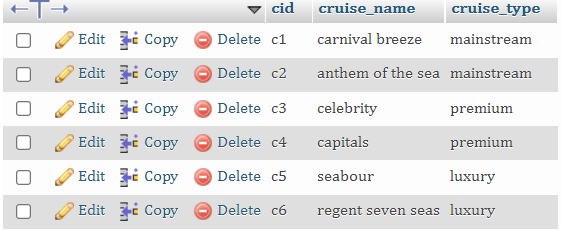 cid cruise_name cruise_type
Edit Copy Delete c1 carnival breeze mainstream
Edit Copy Delete c2 anthem of the sea mainstream
Edit Copy Delete c3 celebrity premium
Edit Copy Delete c4 capitals premium
Edit Copy Delete c5 seabour luxury
Edit Copy Delete c6 regent seven seas luxury